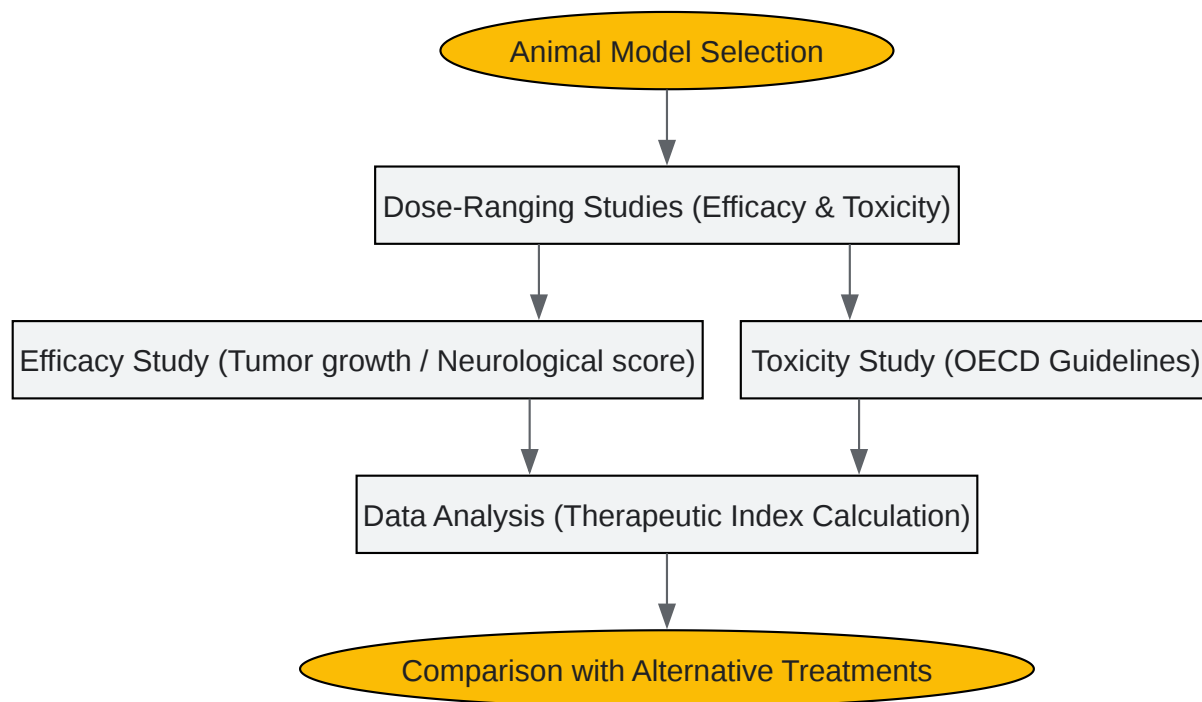 Animal Model Selection
Dose-Ranging Studies (Efficacy & Toxicity)
Efficacy Study (Tumor growth / Neurological score)
Toxicity Study (OECD Guidelines)
Data Analysis (Therapeutic Index Calculation)
Comparison with Alternative Treatments